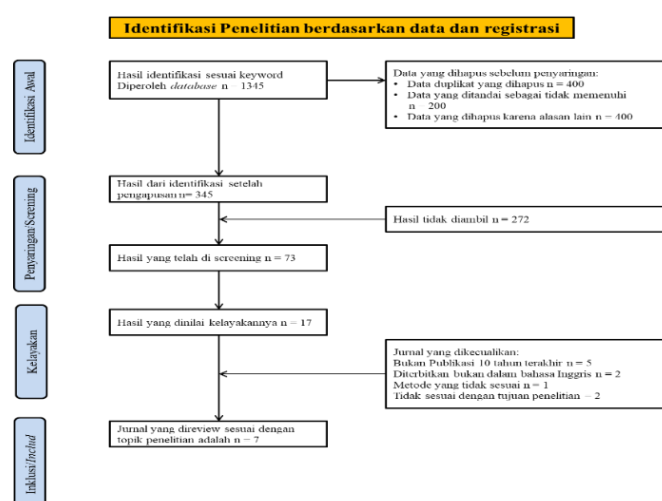 Identifikasi Penelitian berdasarkan data dan registrasi
Identifikasi Awal
Hasil identifikasi sesuai keyword
Diperoleh database n = 1345
Data yang dihapus sebelum penyaringan:
• Data duplikat yang dihapus n = 400
• Data yang ditandai sebagai tidak memenuhi
n = 200
• Data yang dihapus karena alasan lain n = 400
Penyaringan/Screening
Hasil dari identifikasi setelah
pengapusan n= 345
Hasil tidak diambil n = 272
Hasil yang telah di screening n = 73
Kelayakan
Hasil yang dinilai kelayakannya n = 17
Jurnal yang dikecualikan:
Bukan Publikasi 10 tahun terakhir n = 5
Diterbitkan bukan dalam bahasa Inggris n = 2
Metode yang tidak sesuai n = 1
Tidak sesuai dengan tujuan penelitian = 2
Inklusi/Includ
Jurnal yang direview sesuai dengan
topik penelitian adalah n = 7